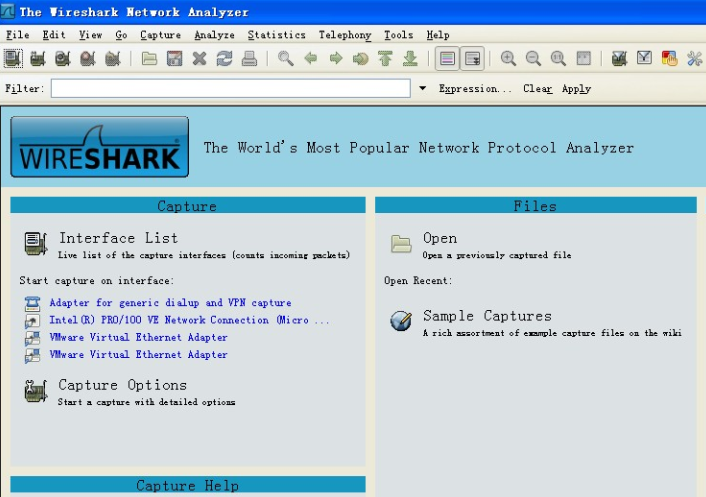 The Wireshark Network Analyzer
File Edit View Go Capture Analyze Statistics Telephony Tools Help
Filter: Expression... Clear Apply
WIRESHARK The World's Most Popular Network Protocol Analyzer
Capture
Interface List
Live list of the capture interfaces (counts incoming packets)
Start capture on interface:
Adapter for generic dialup and VPN capture
Intel(R) PRO/100 VE Network Connection (Micro ...
VMware Virtual Ethernet Adapter
VMware Virtual Ethernet Adapter
Capture Options
Start a capture with detailed options
Capture Help
Files
Open
Open a previously captured file
Open Recent:
Sample Captures
A rich assortment of example capture files on the wiki